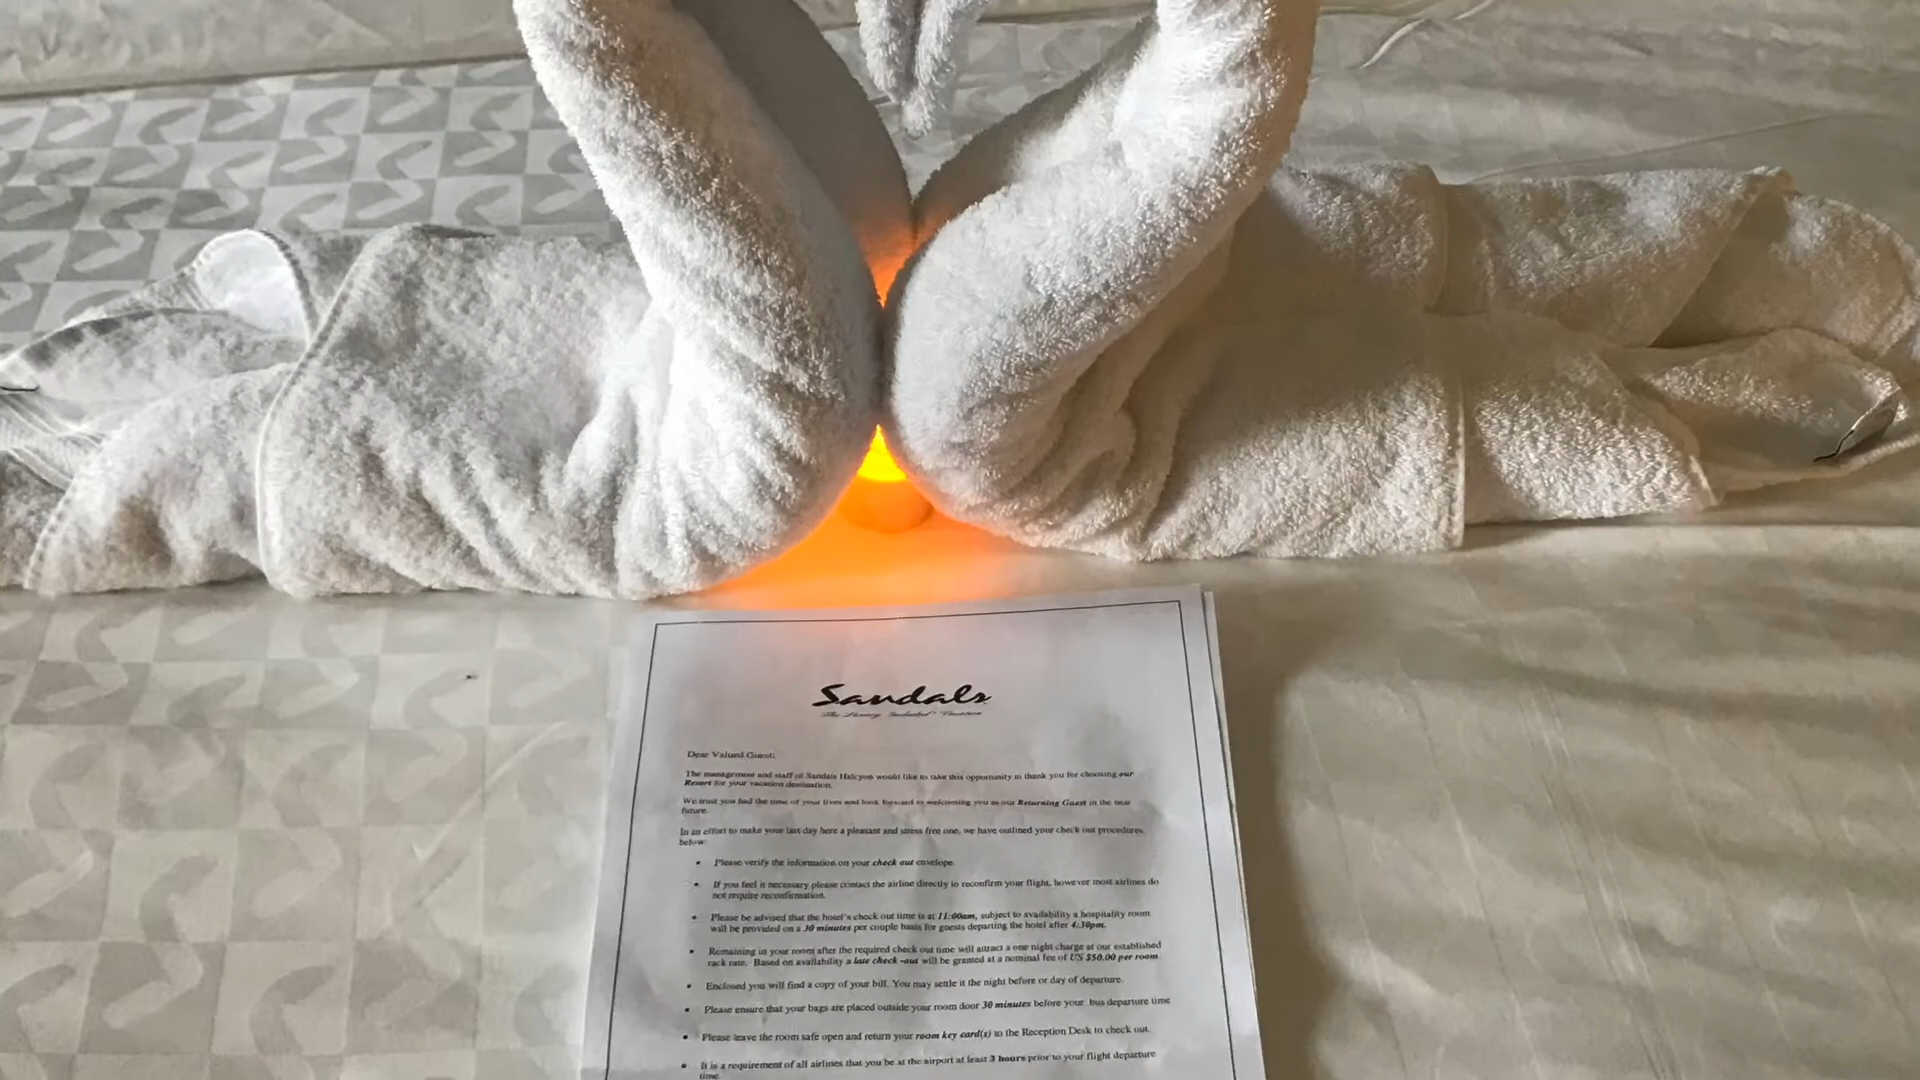 Sandals
The Luxury Included® Vacation
Dear Valued Guest:
The management and staff of Sandals Halcyon would like to take this opportunity to thank you for choosing our
Resort for your vacation destination.
We trust you had the time of your lives and look forward to welcoming you as our Returning Guest in the near
future.
In an effort to make your last day here a pleasant and stress free one, we have outlined your check out procedures,
below:
• Please verify the information on your check out envelope.
• If you feel it necessary please contact the airline directly to reconfirm your flight, however most airlines do
not require reconfirmation.
• Please be advised that the hotel's check out time is at 11:00am, subject to availability a hospitality room
will be provided on a 30 minutes per couple basis for guests departing the hotel after 4:30pm.
• Remaining in your room after the required check out time will attract a one night charge at our established
rack rate. Based on availability a late check -out will be granted at a nominal fee of US $50.00 per room
• Enclosed you will find a copy of your bill. You may settle it the night before or day of departure.
• Please ensure that your bags are placed outside your room door 30 minutes before your bus departure time
• Please leave the room safe open and return your room key card(s) to the Reception Desk to check out.
• It is a requirement of all airlines that you be at the airport at least 3 hours prior to your flight departure
time.